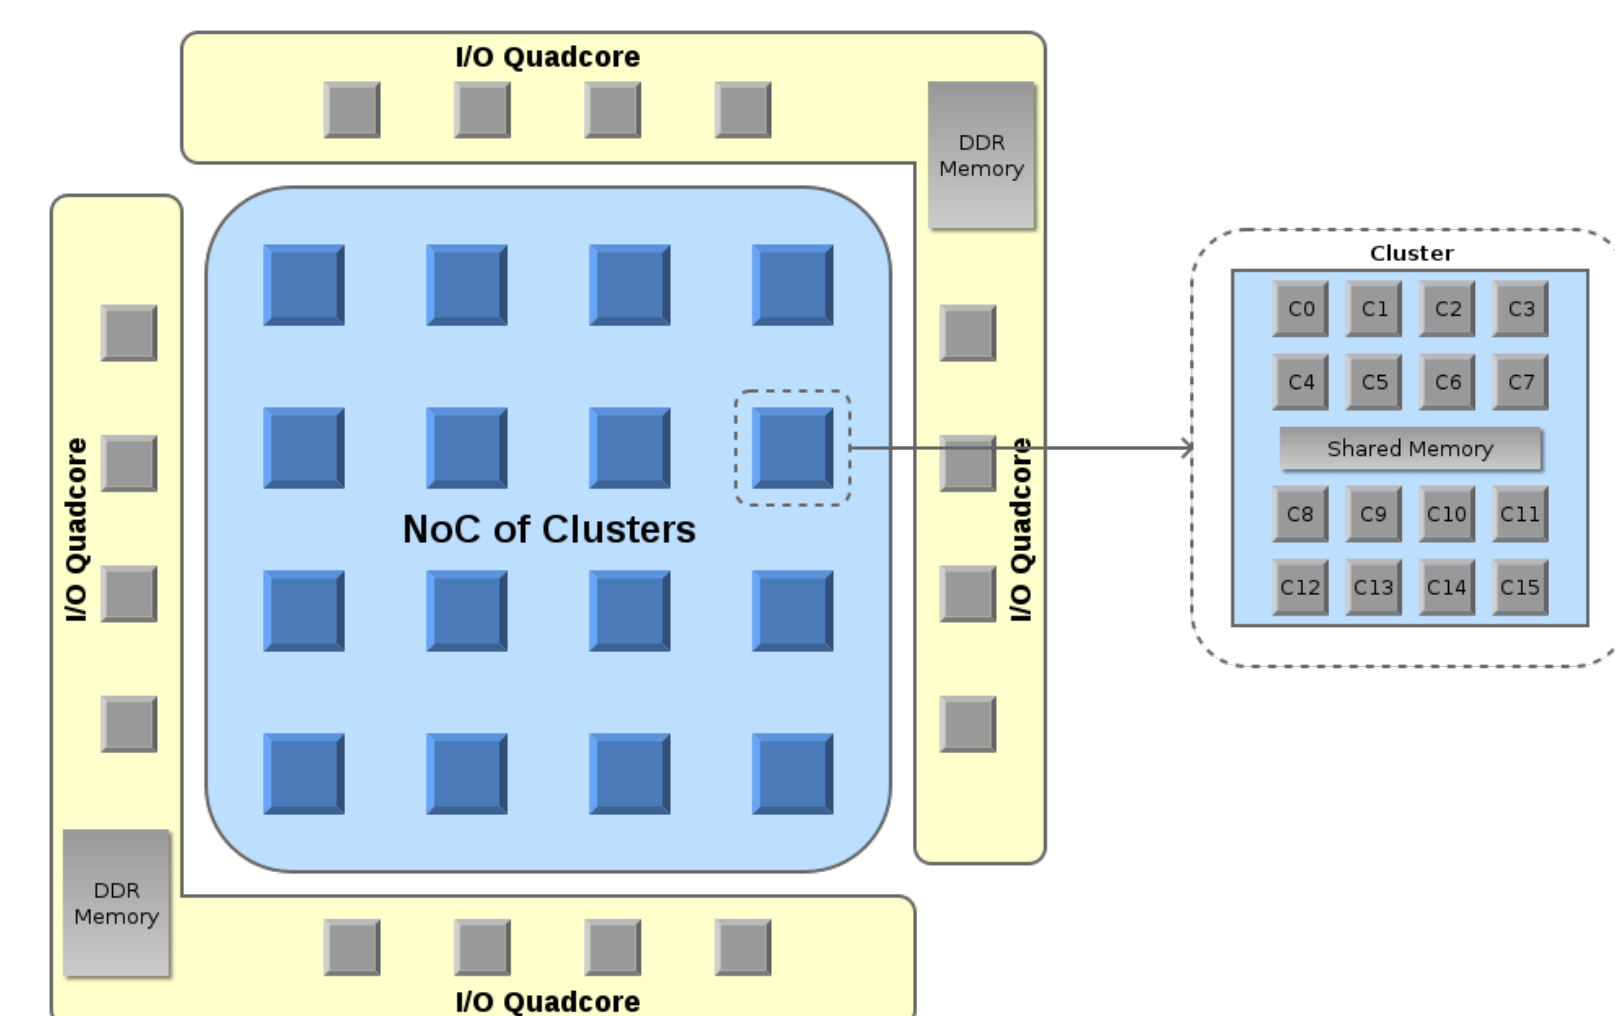 I/O Quadcore
DDR
Memory
Cluster
C0 C1 C2 C3
C4 C5 C6 C7
Shared Memory
C8 C9 C10 C11
C12 C13 C14 C15
I/O Quadcore
NoC of Clusters
I/O Quadcore
DDR
Memory
I/O Quadcore